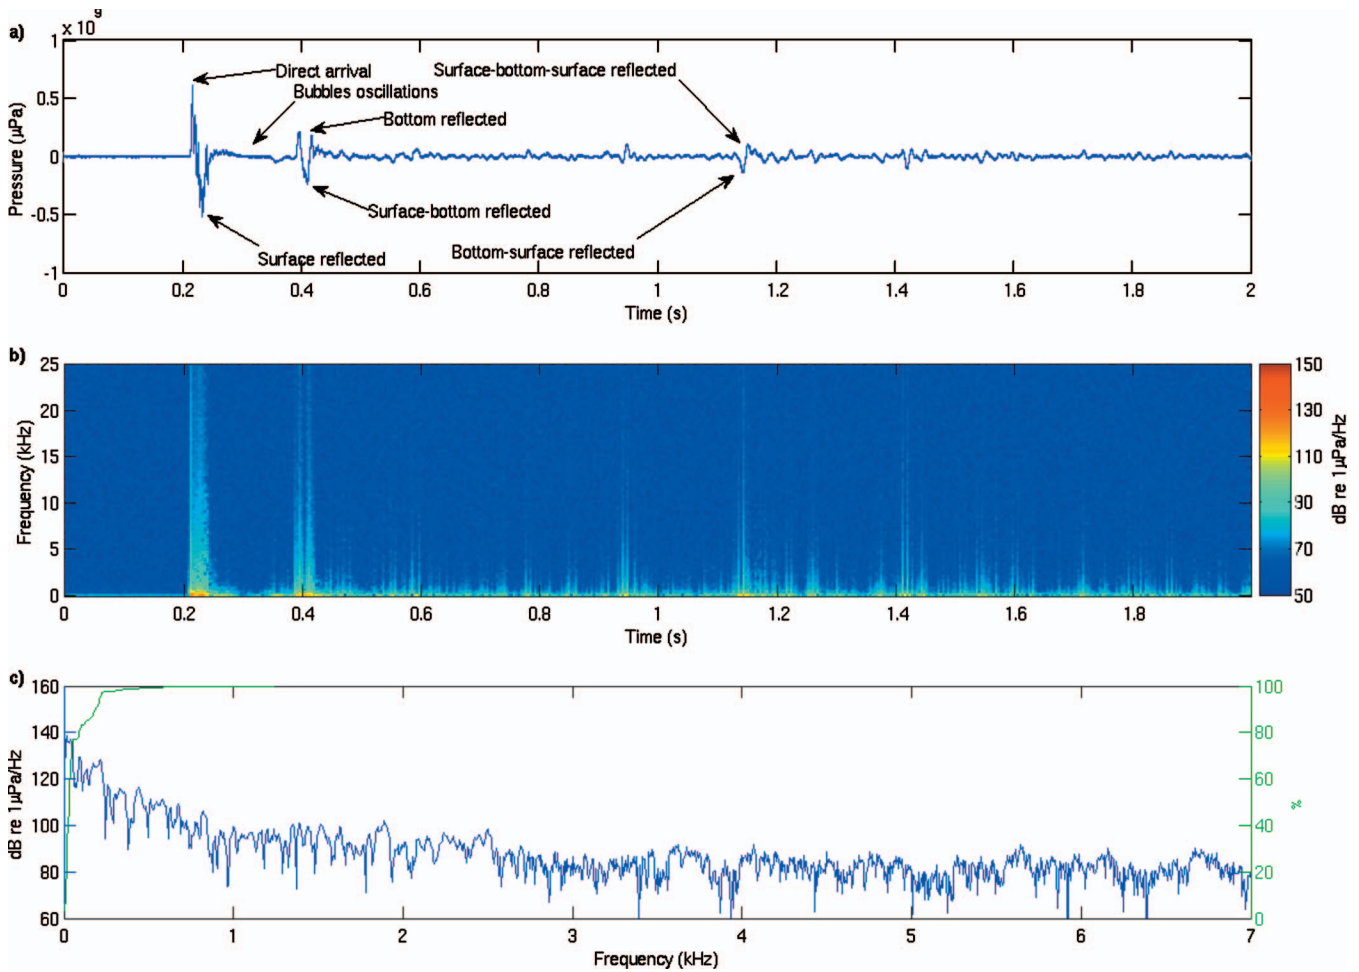 a)
x 10^9
1
0.5
0
-0.5
-1
Pressure (µPa)
Direct arrival
Bubbles oscillations
Bottom reflected
Surface-bottom reflected
Surface reflected
Surface-bottom-surface reflected
Bottom-surface reflected
0 0.2 0.4 0.6 0.8 1 1.2 1.4 1.6 1.8 2
Time (s)
b)
25
20
15
10
5
0
Frequency (kHz)
0 0.2 0.4 0.6 0.8 1 1.2 1.4 1.6 1.8
Time (s)
150
130
110
90
70
50
dB re 1µPa/Hz
c)
160
140
120
100
80
60
dB re 1µPa/Hz
100
80
60
40
20
0
%
0 1 2 3 4 5 6 7
Frequency (kHz)